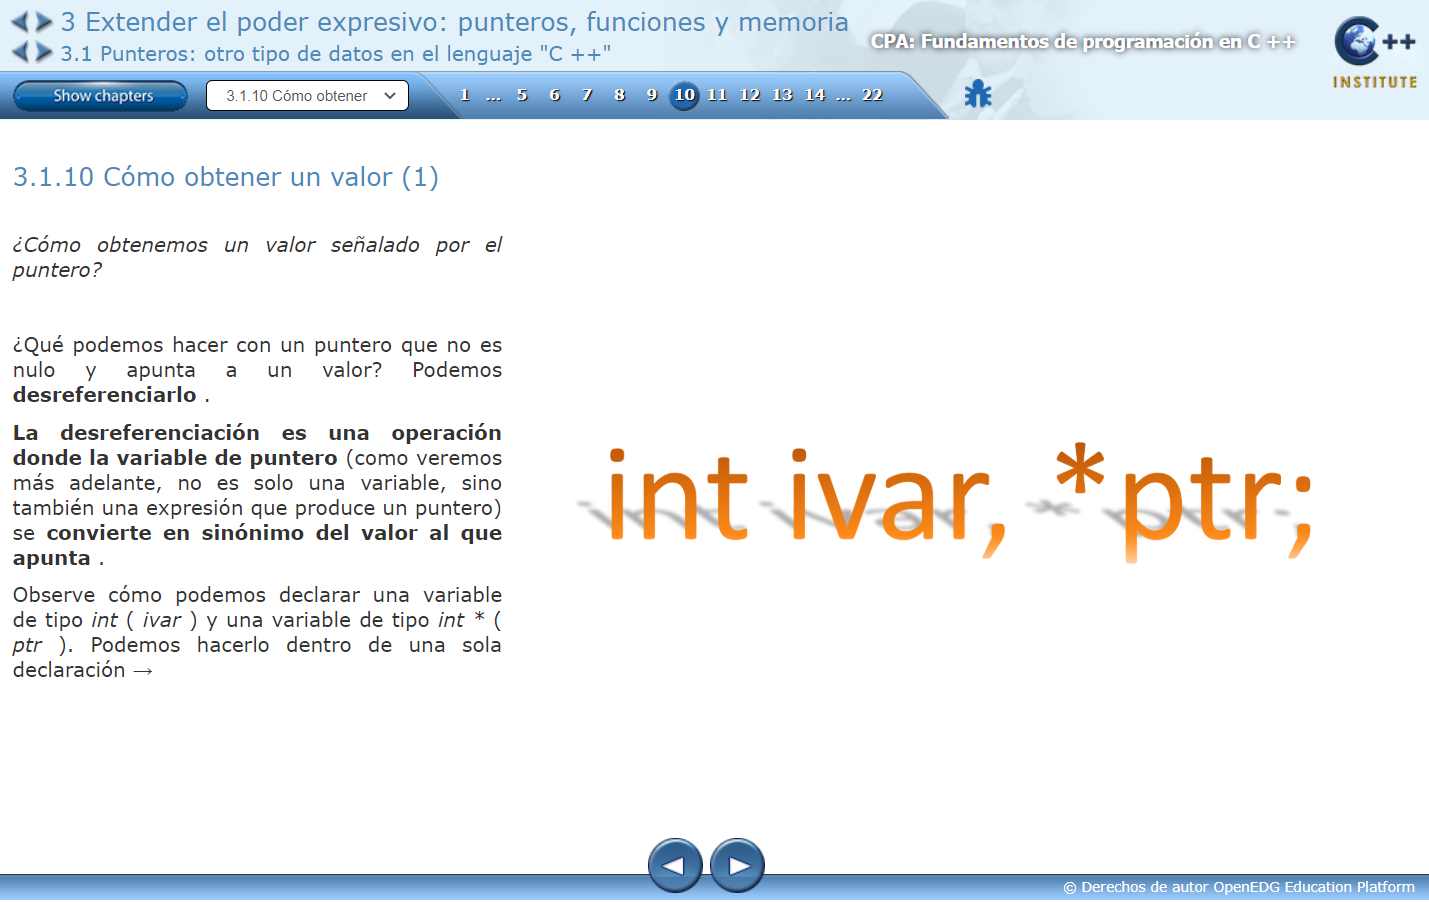 3 Extender el poder expresivo: punteros, funciones y memoria
3.1 Punteros: otro tipo de datos en el lenguaje "C ++"
CPA: Fundamentos de programación en C ++
C++
INSTITUTE
Show chapters
3.1.10 Cómo obtener
1 ... 5 6 7 8 9 10 11 12 13 14 ... 22
3.1.10 Cómo obtener un valor (1)
¿Cómo obtenemos un valor señalado por el
puntero?
¿Qué podemos hacer con un puntero que no es
nulo y apunta a un valor? Podemos
desreferenciarlo .
La desreferenciación es una operación
donde la variable de puntero (como veremos
más adelante, no es solo una variable, sino
también una expresión que produce un puntero)
se convierte en sinónimo del valor al que
apunta .
Observe cómo podemos declarar una variable
de tipo int ( ivar ) y una variable de tipo int * (
ptr ). Podemos hacerlo dentro de una sola
declaración →
int ivar, *ptr;
© Derechos de autor OpenEDG Education Platform